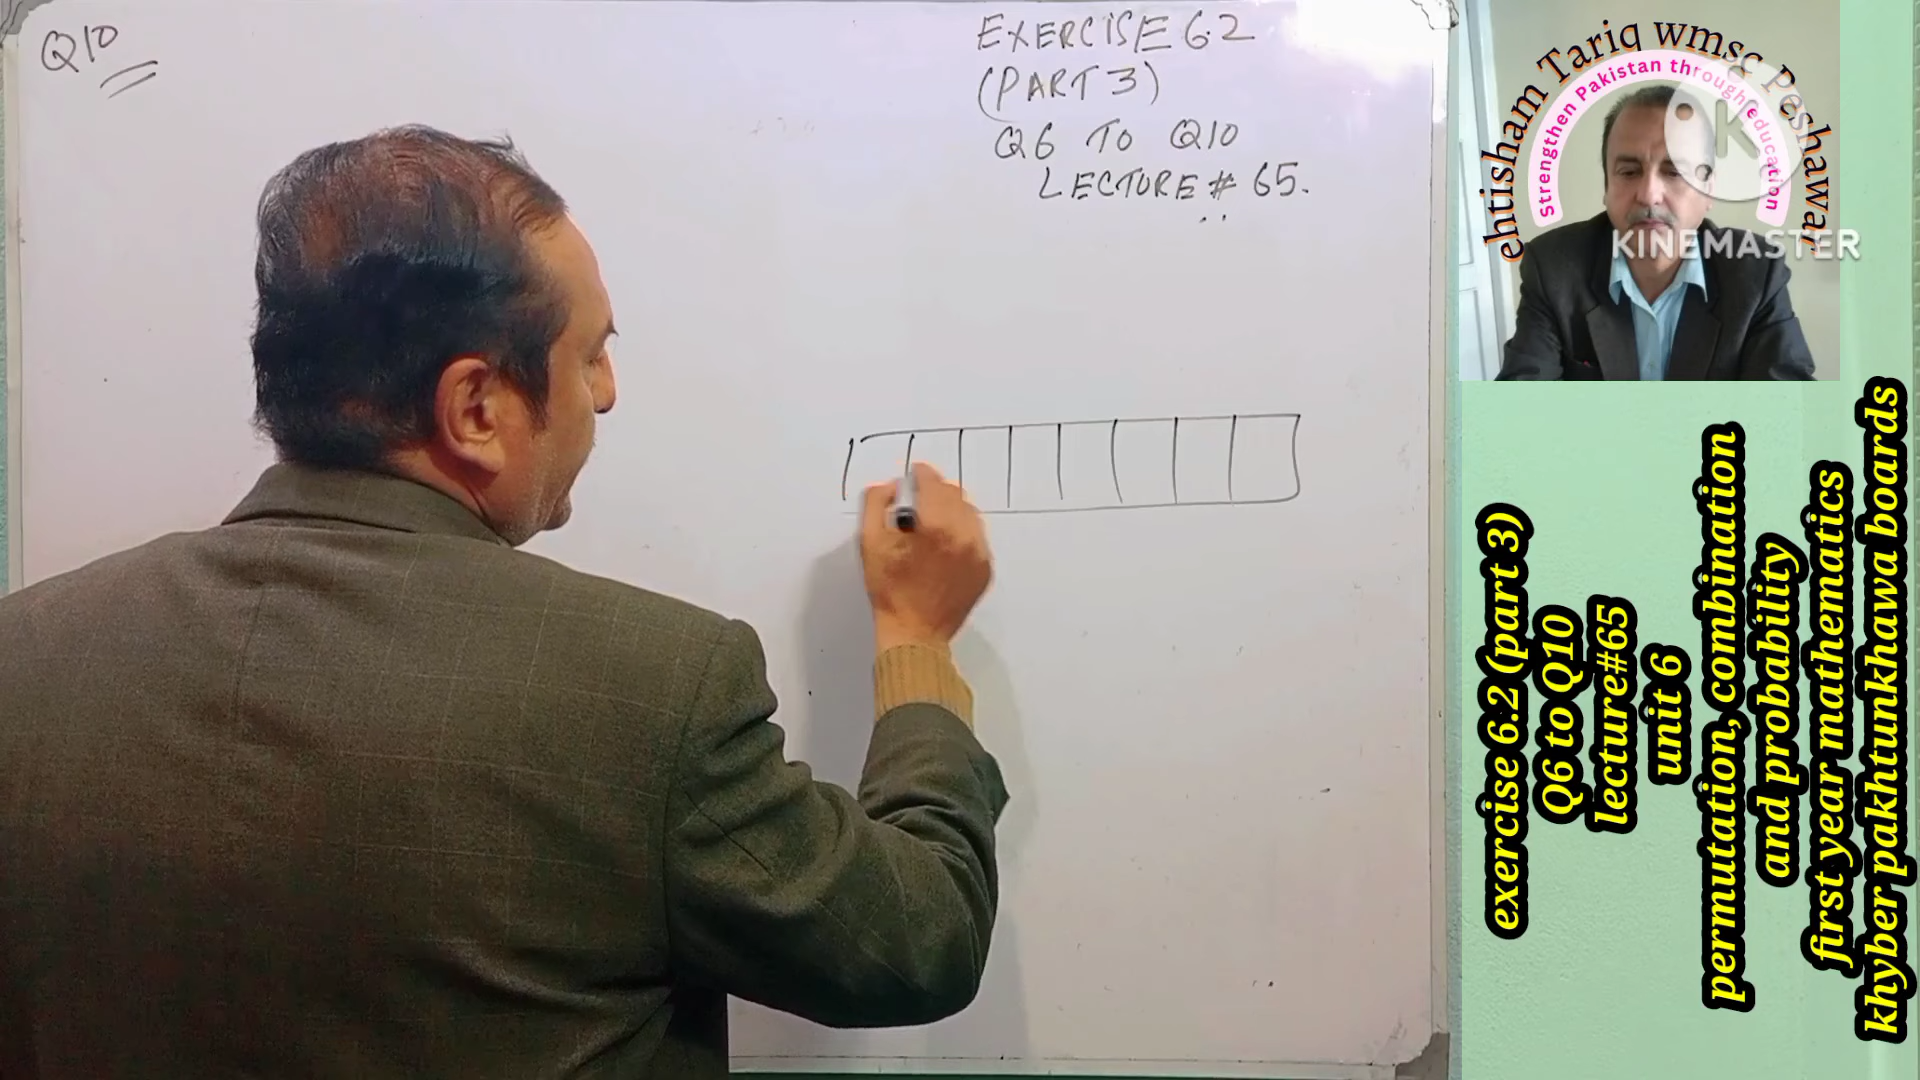 Q10
EXERCISE 6.2
(PART 3)
Q6 TO Q10
LECTURE # 65.
ehtisham Tariq wmsg Peshawar
Strengthen Pakistan through education
K
KINEMASTER
exercise 6.2 (part 3)
Q6 to Q10
lecture#65
unit 6
permutation, combination
and probability
first year mathematics
khyber pakhtunkhawa boards